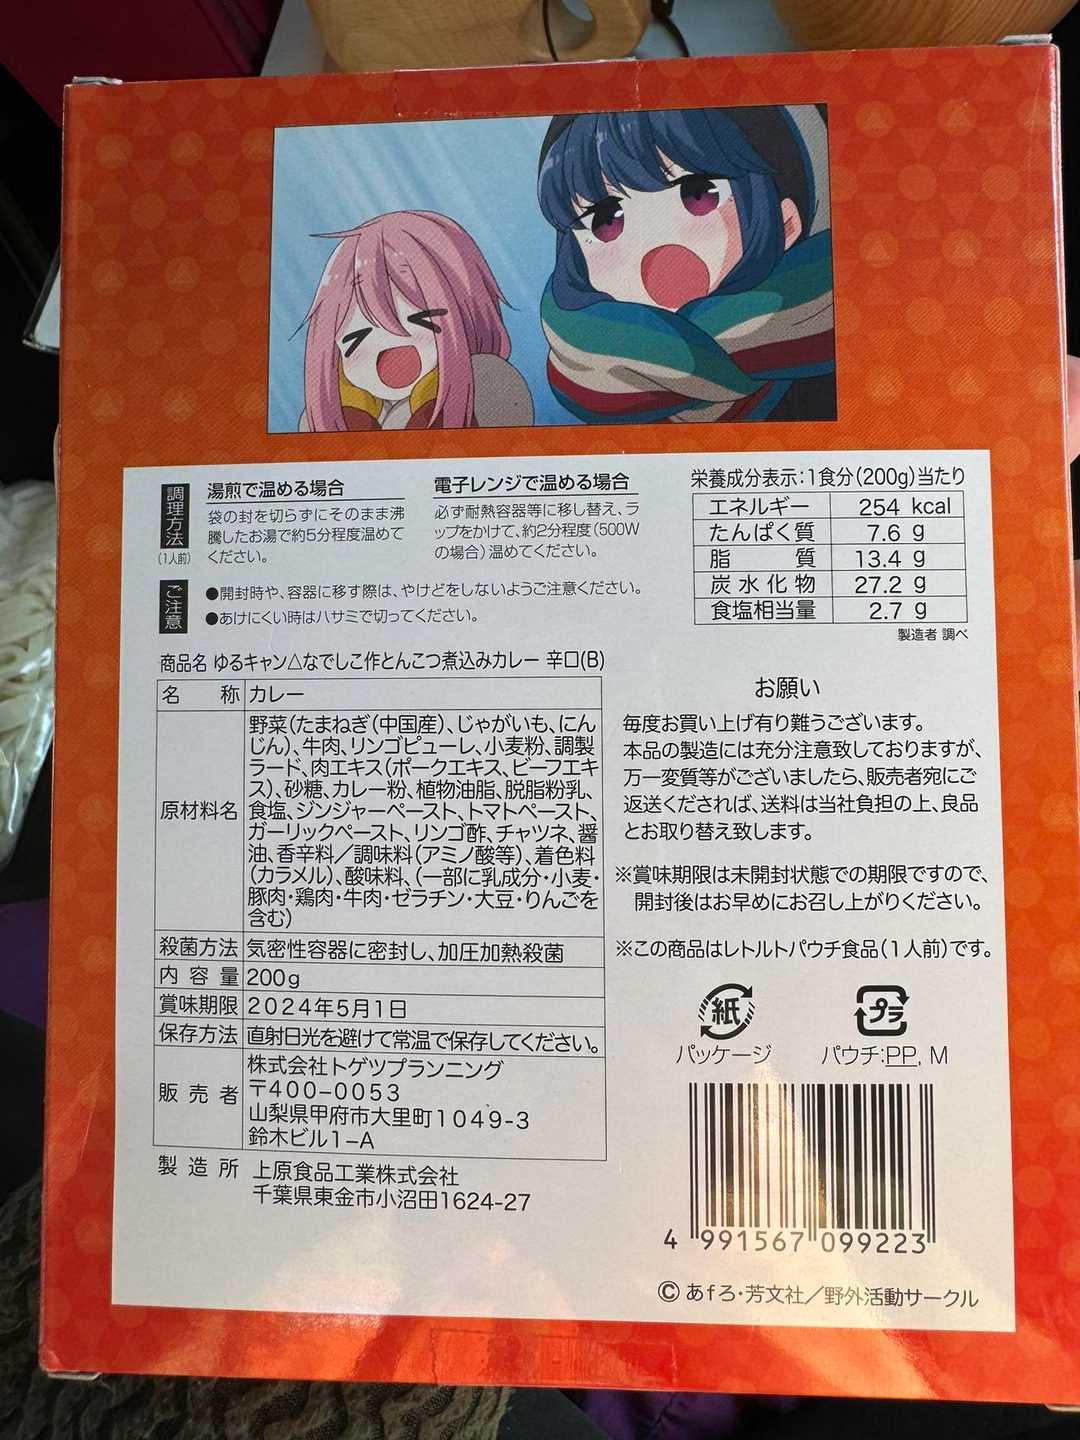 調理方法
(1人前)
湯煎で温める場合
袋の封を切らずにそのまま沸
騰したお湯で約5分程度温めて
ください。
電子レンジで温める場合
必ず耐熱容器等に移し替え、ラ
ップをかけて、約2分程度(500W
の場合)温めてください。
ご注意
●開封時や、容器に移す際は、やけどをしないようご注意ください。
●あけにくい時はハサミで切ってください。
栄養成分表示:1食分(200g)当たり
エネルギー 254 kcal
たんぱく質 7.6 g
脂質 13.4 g
炭水化物 27.2 g
食塩相当量 2.7 g
製造者 調べ
商品名 ゆるキャン△なでしこ作とんこつ煮込みカレー 辛口(B)
名称 カレー
原材料名
野菜(たまねぎ(中国産)、じゃがいも、にん
じん)、牛肉、リンゴピューレ、小麦粉、調製
ラード、肉エキス(ポークエキス、ビーフエキ
ス)、砂糖、カレー粉、植物油脂、脱脂粉乳、
食塩、ジンジャーペースト、トマトペースト、
ガーリックペースト、リンゴ酢、チャツネ、醤
油、香辛料/調味料(アミノ酸等)、着色料
(カラメル)、酸味料、(一部に乳成分・小麦・
豚肉・鶏肉・牛肉・ゼラチン・大豆・りんごを
含む)
殺菌方法 気密性容器に密封し、加圧加熱殺菌
内容量 200g
賞味期限 2024年5月1日
保存方法 直射日光を避けて常温で保存してください。
販売者
株式会社トゲツプランニング
〒400-0053
山梨県甲府市大里町1049-3
鈴木ビル1-A
製造所 上原食品工業株式会社
千葉県東金市小沼田1624-27
お願い
毎度お買い上げ有り難うございます。
本品の製造には充分注意致しておりますが、
万一変質等がございましたら、販売者宛にご
返送くだされば、送料は当社負担の上、良品
とお取り替え致します。
※賞味期限は未開封状態での期限ですので、
開封後はお早めにお召し上がりください。
※この商品はレトルトパウチ食品(1人前)です。
紙
パッケージ
プラ
パウチ:PP, M
4 991567 099223
© あfろ・芳文社/野外活動サークル